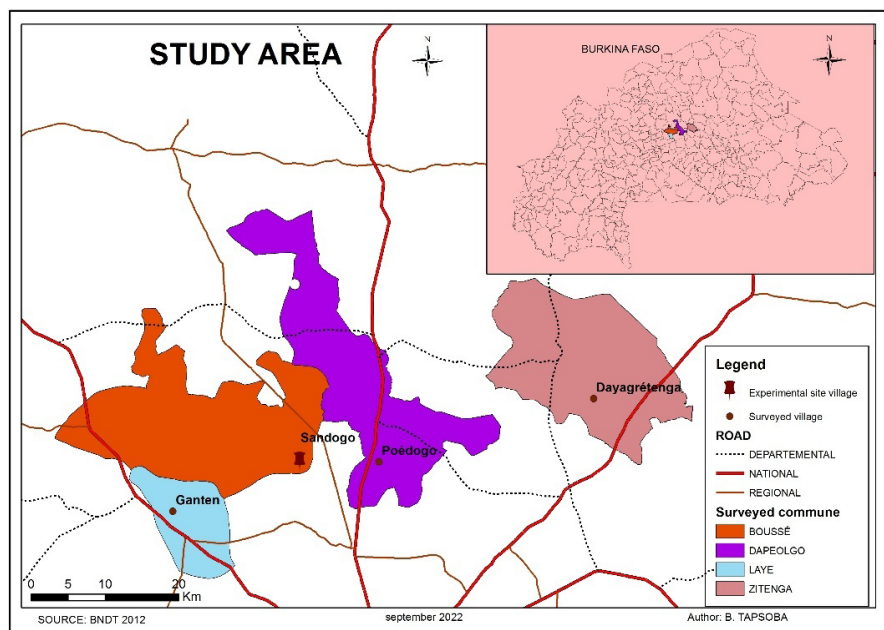 STUDY AREA
N
BURKINA FASO
N
Dayagrétenga
Sandogo
Poédogo
Ganten
0 5 10 20
Km
Legend
Experimental site village
Surveyed village
ROAD
DEPARTEMENTAL
NATIONAL
REGIONAL
Surveyed commune
BOUSSÉ
DAPEOLGO
LAYE
ZITENGA
SOURCE: BNDT 2012
september 2022
Author: B. TAPSOBA